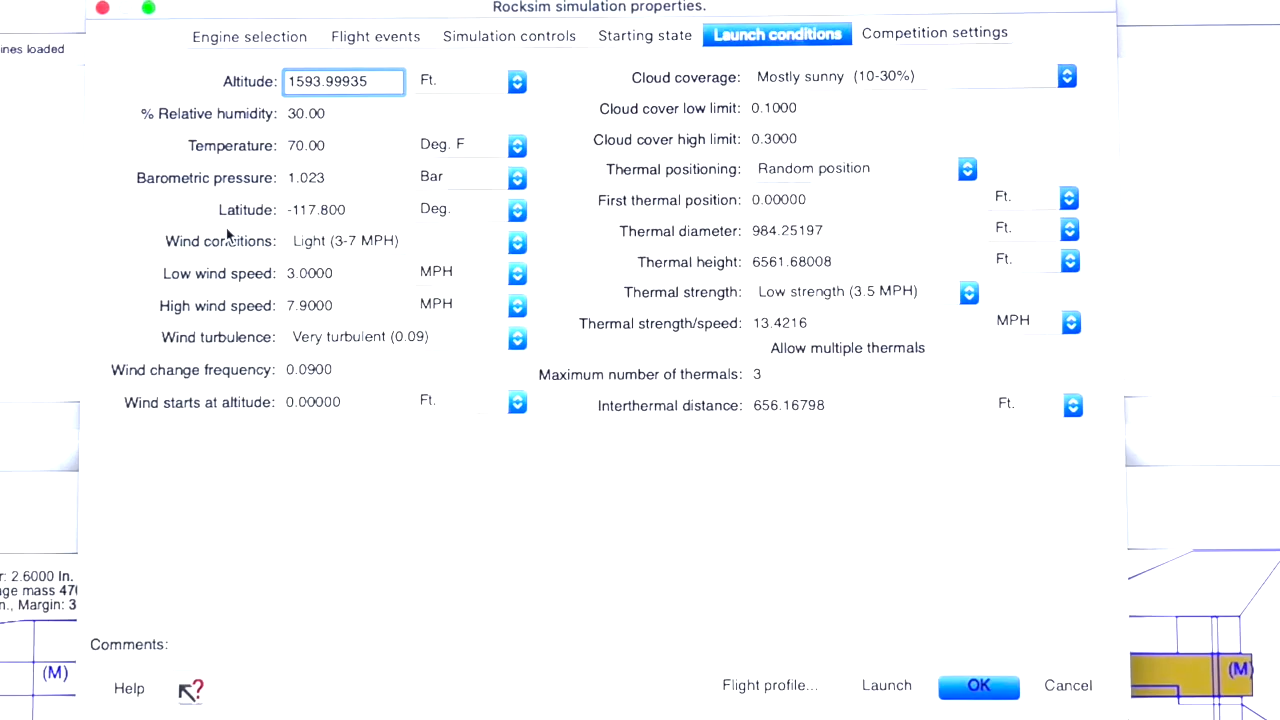 Rocksim simulation properties.
Engine selection Flight events Simulation controls Starting state Launch conditions Competition settings
ines loaded
Altitude: 1593.99935 Ft.
% Relative humidity: 30.00
Temperature: 70.00 Deg. F
Barometric pressure: 1.023 Bar
Latitude: -117.800 Deg.
Wind conditions: Light (3-7 MPH)
Low wind speed: 3.0000 MPH
High wind speed: 7.9000 MPH
Wind turbulence: Very turbulent (0.09)
Wind change frequency: 0.0900
Wind starts at altitude: 0.00000 Ft.
Cloud coverage: Mostly sunny (10-30%)
Cloud cover low limit: 0.1000
Cloud cover high limit: 0.3000
Thermal positioning: Random position
First thermal position: 0.00000 Ft.
Thermal diameter: 984.25197 Ft.
Thermal height: 6561.68008 Ft.
Thermal strength: Low strength (3.5 MPH)
Thermal strength/speed: 13.4216 MPH
Allow multiple thermals
Maximum number of thermals: 3
Interthermal distance: 656.16798 Ft.
r: 2.6000 In.
ge mass 470
n., Margin: 3
(M)
(M)
Comments:
Help ? Flight profile... Launch OK Cancel